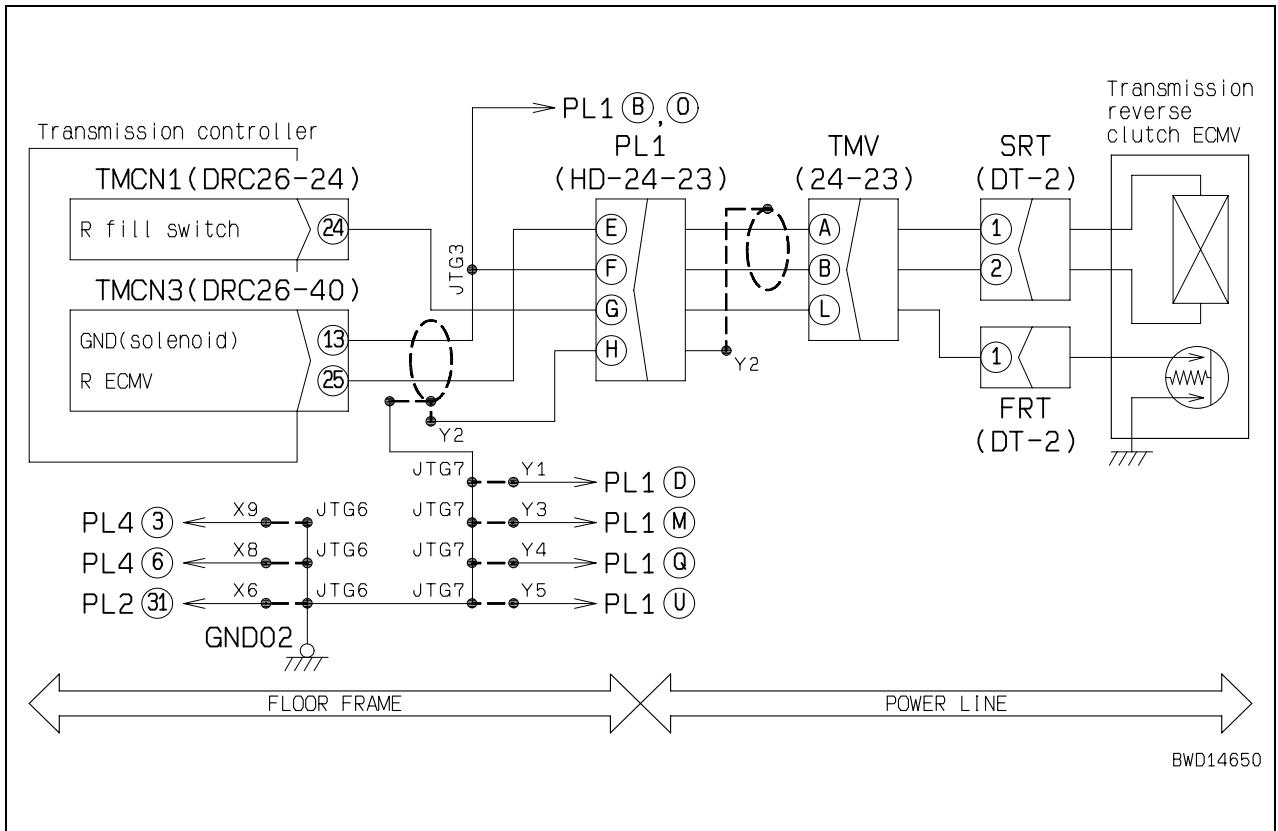 PL1 B, O
Transmission reverse clutch ECMV
Transmission controller
PL1 (HD-24-23)
TMV (24-23)
SRT (DT-2)
TMCN1(DRC26-24)
R fill switch 24
E
F
G
H
A
B
L
1
2
JTG3
TMCN3(DRC26-40)
GND(solenoid) 13
R ECMV 25
Y2
1
FRT (DT-2)
Y2
JTG7 Y1 PL1 D
PL4 3 X9 JTG6 JTG7 Y3 PL1 M
PL4 6 X8 JTG6 JTG7 Y4 PL1 Q
PL2 31 X6 JTG6 JTG7 Y5 PL1 U
GND02
FLOOR FRAME
POWER LINE
BWD14650